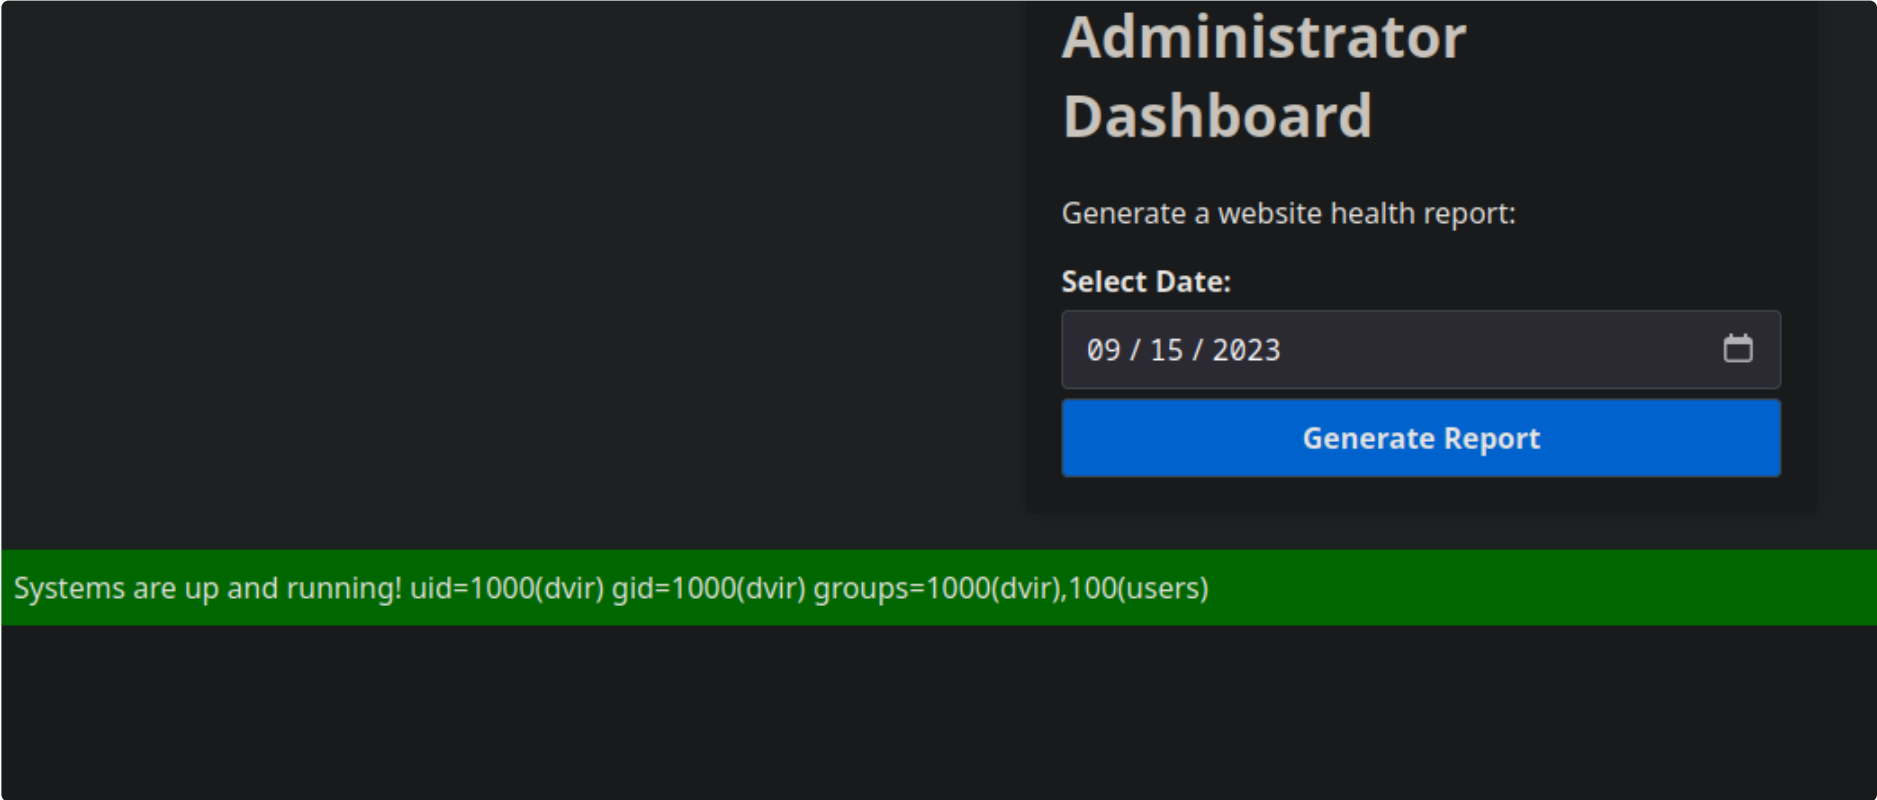 Administrator
Dashboard
Generate a website health report:
Select Date:
09 / 15 / 2023
Generate Report
Systems are up and running! uid=1000(dvir) gid=1000(dvir) groups=1000(dvir),100(users)